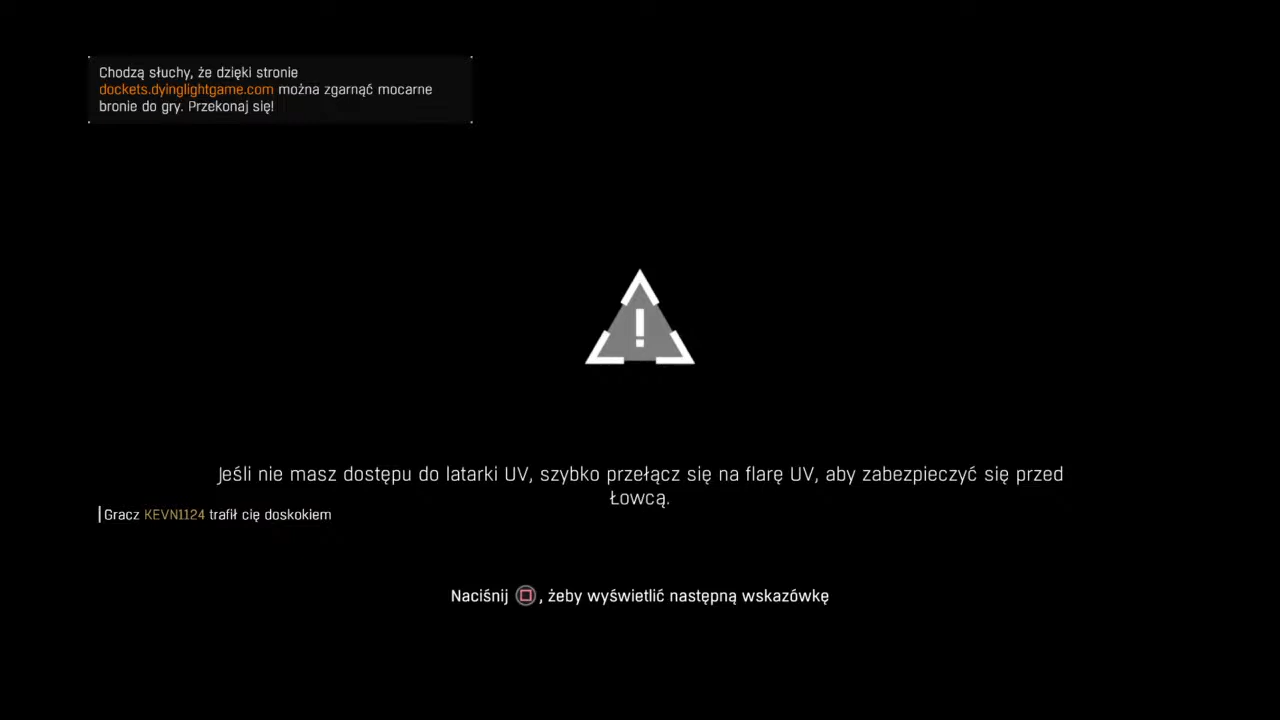 Chodzą słuchy, że dzięki stronie
dockets.dyinglightgame.com można zgarnąć mocarne
bronie do gry. Przekonaj się!
!
Jeśli nie masz dostępu do latarki UV, szybko przełącz się na flarę UV, aby zabezpieczyć się przed
Łowcą.
Gracz KEVN1124 trafił cię doskokiem
Naciśnij , żeby wyświetlić następną wskazówkę